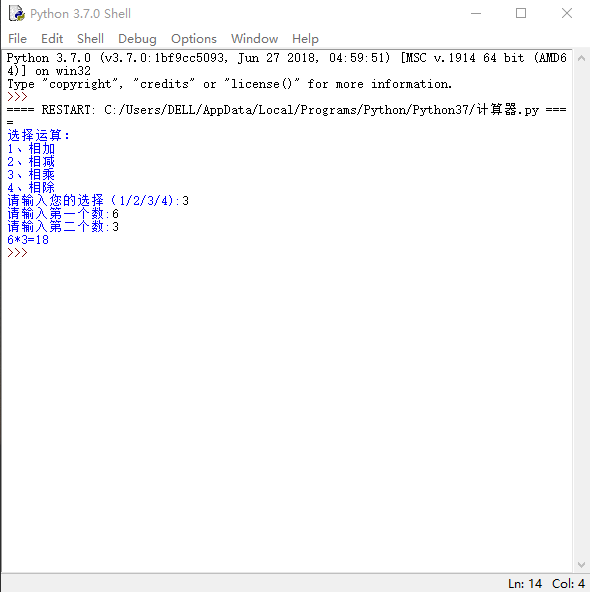 Python 3.7.0 Shell
File Edit Shell Debug Options Window Help
Python 3.7.0 (v3.7.0:1bf9cc5093, Jun 27 2018, 04:59:51) [MSC v.1914 64 bit (AMD6
4)] on win32
Type "copyright", "credits" or "license()" for more information.
>>>
==== RESTART: C:/Users/DELL/AppData/Local/Programs/Python/Python37/计算器.py ===
=
选择运算：
1、相加
2、相减
3、相乘
4、相除
请输入您的选择（1/2/3/4):3
请输入第一个数:6
请输入第二个数:3
6*3=18
>>>
Ln: 14 Col: 4